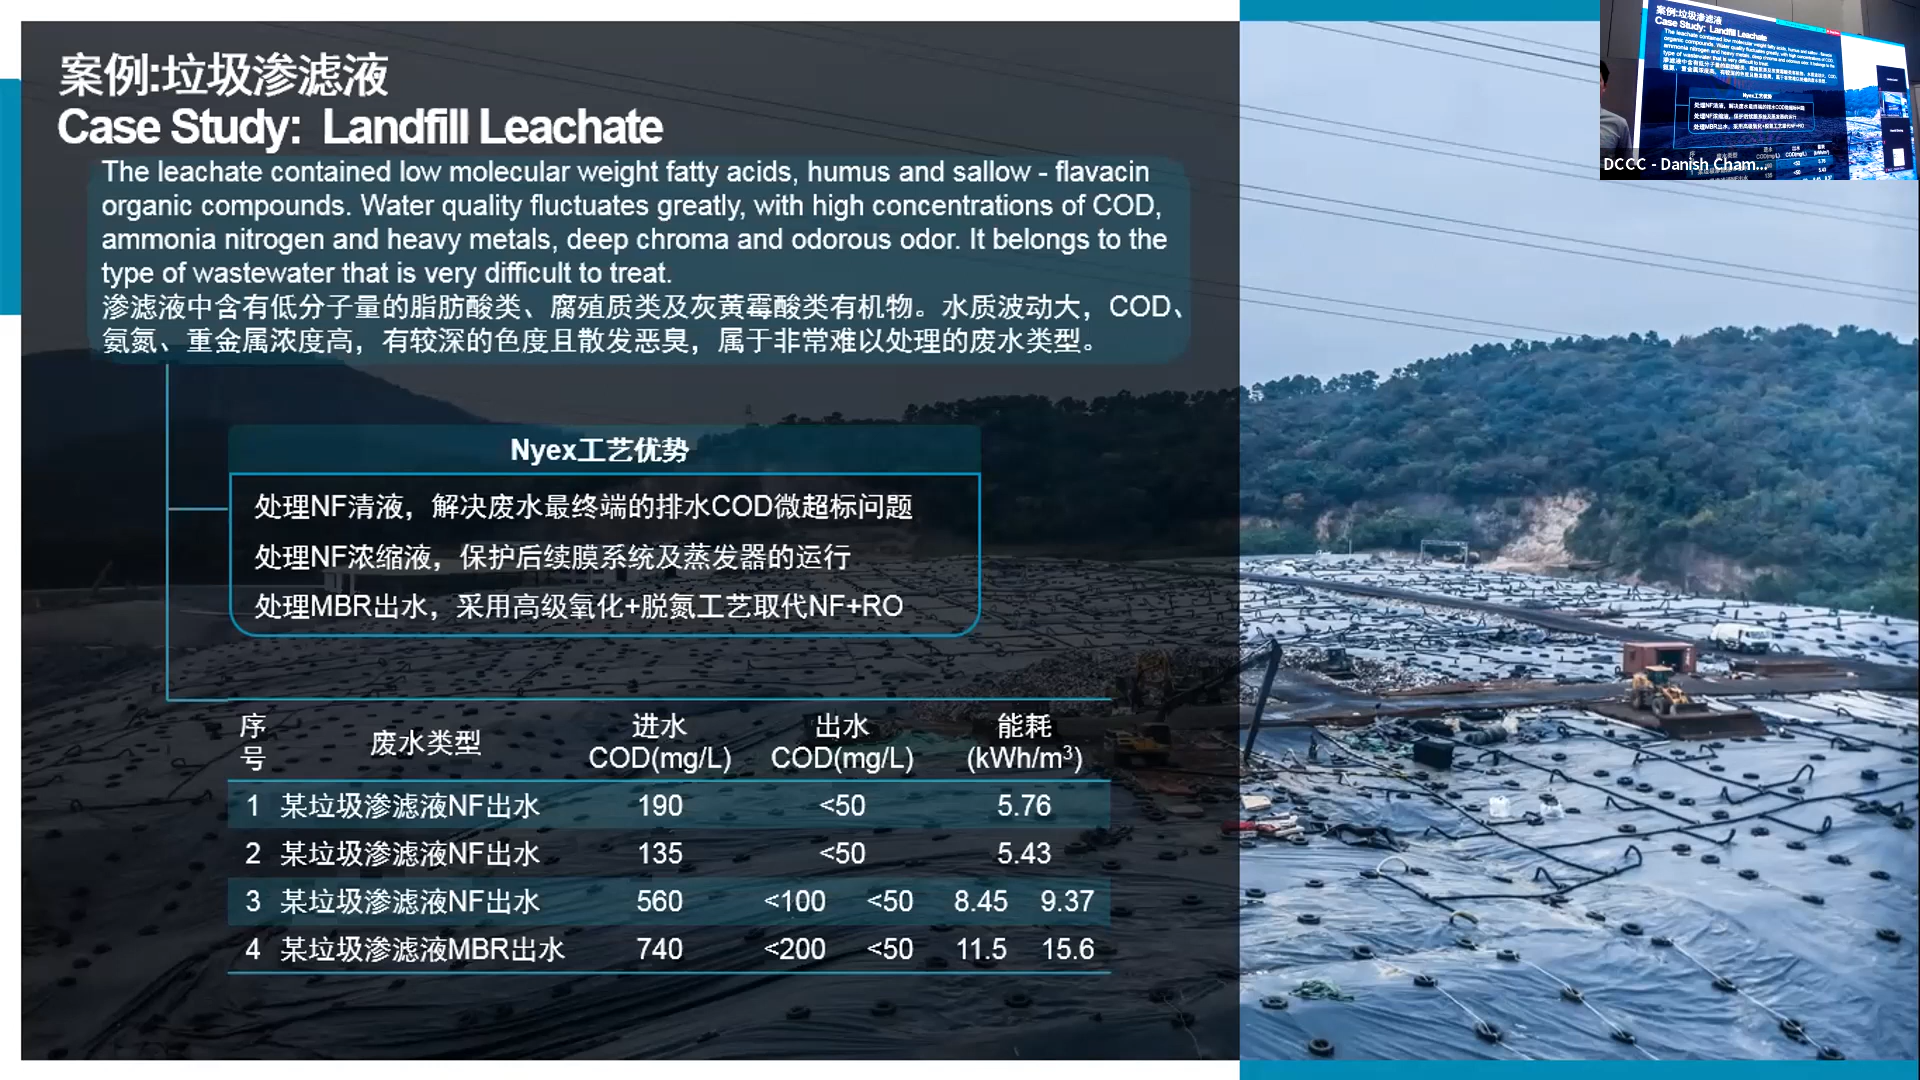 案例:垃圾渗滤液
Case Study: Landfill Leachate
The leachate contained low molecular weight fatty acids, humus and sallow - flavacin
organic compounds. Water quality fluctuates greatly, with high concentrations of COD,
ammonia nitrogen and heavy metals, deep chroma and odorous odor. It belongs to the
type of wastewater that is very difficult to treat.
渗滤液中含有低分子量的脂肪酸类、腐殖质类及灰黄霉酸类有机物。水质波动大，COD、
氨氮、重金属浓度高，有较深的色度且散发恶臭，属于非常难以处理的废水类型。
Nyex工艺优势
处理NF清液，解决废水最终端的排水COD微超标问题
处理NF浓缩液，保护后续膜系统及蒸发器的运行
处理MBR出水，采用高级氧化+脱氮工艺取代NF+RO
序号 废水类型 进水COD(mg/L) 出水COD(mg/L) 能耗(kWh/m³)
1 某垃圾渗滤液NF出水 190 <50 5.76
2 某垃圾渗滤液NF出水 135 <50 5.43
3 某垃圾渗滤液NF出水 560 <100 <50 8.45 9.37
4 某垃圾渗滤液MBR出水 740 <200 <50 11.5 15.6
案例:垃圾渗滤液
Case Study: Landfill Leachate
DCCC - Danish Cham...